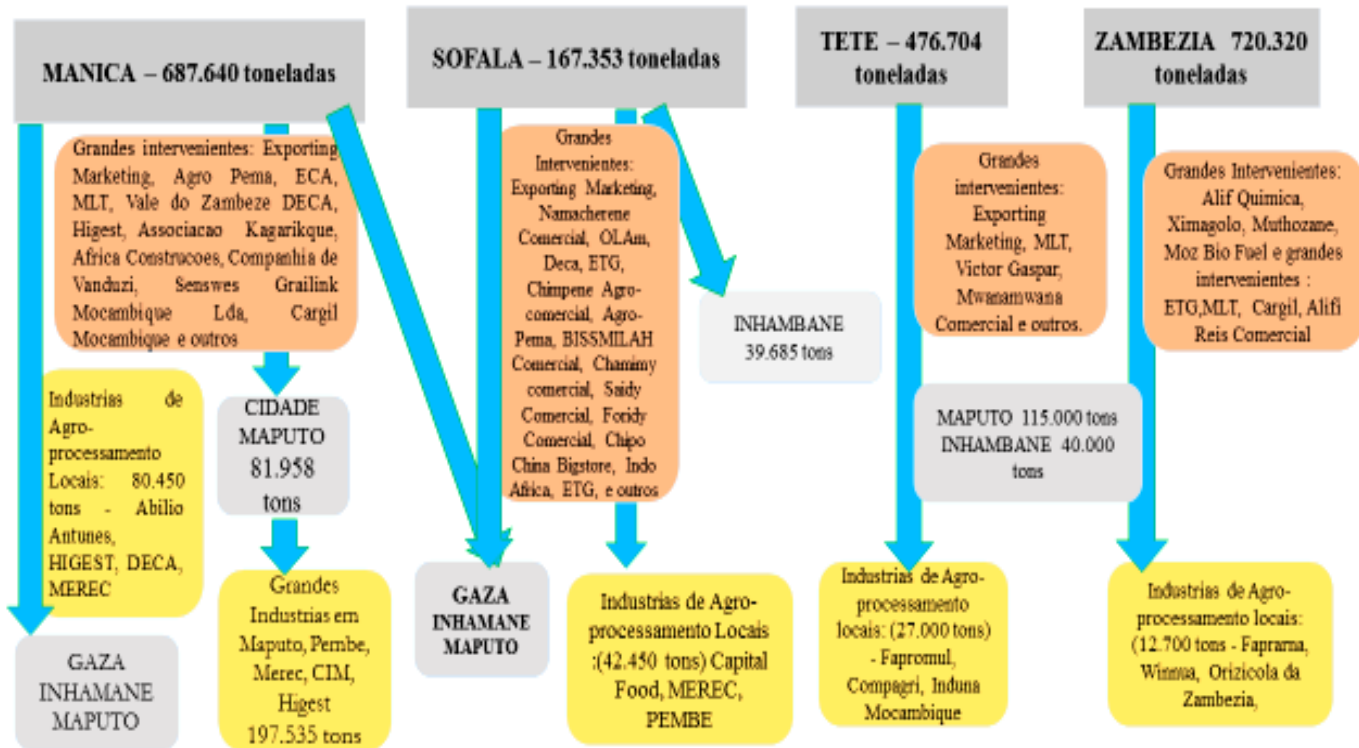 MANICA – 687.640 toneladas
SOFALA – 167.353 toneladas
TETE – 476.704
toneladas
ZAMBEZIA 720.320
toneladas
Grandes intervenientes: Exporting
Marketing, Agro Pema, ECA,
MLT, Vale do Zambeze DECA,
Higest, Associacao Kagarikque,
Africa Construcoes, Companhia de
Vanduzi, Senswes Grailink
Mocambique Lda, Cargil
Mocambique e outros
Grandes
Intervenientes:
Exporting Marketing,
Namacherene
Comercial, OLAm,
Deca, ETG,
Chimpene Agro-
comercial, Agro-
Pema, BISSMILAH
Comercial, Chamimy
comercial, Saidy
Comercial, Foridy
Comercial, Chipo
China Bigstore, Indo
Africa, ETG, e outros
Grandes
intervenientes:
Exporting
Marketing, MLT,
Victor Gaspar,
Mwanamwana
Comercial e outros.
Grandes Intervenientes:
Alif Quimica,
Ximagolo, Muthozane,
Moz Bio Fuel e grandes
intervenientes :
ETG,MLT, Cargil, Alifi
Reis Comercial
INHAMBANE
39.685 tons
Industrias de
Agro-
processamento
Locais: 80.450
tons - Abilio
Antunes,
HIGEST, DECA,
MEREC
CIDADE
MAPUTO
81.958
tons
MAPUTO 115.000 tons
INHAMBANE 40.000
tons
GAZA
INHAMANE
MAPUTO
Grandes
Industrias em
Maputo, Pembe,
Merec, CIM,
Higest
197.535 tons
GAZA
INHAMANE
MAPUTO
Industrias de Agro-
processamento Locais
:(42.450 tons) Capital
Food, MEREC,
PEMBE
Industrias de Agro-
processamento
locais: (27.000 tons)
- Fapromul,
Compagri, Induna
Mocambique
Industrias de Agro-
processamento locais:
(12.700 tons - Faprama,
Winnua, Orizicola da
Zambezia,